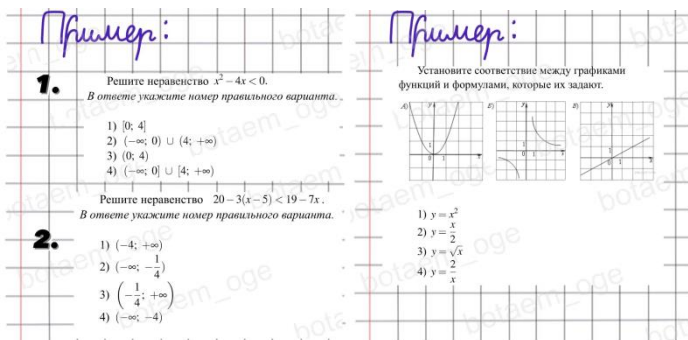 Пример:
1.
Решите неравенство x² − 4x < 0.
В ответе укажите номер правильного варианта.
1) [0; 4]
2) (−∞; 0) ∪ (4; +∞)
3) (0; 4)
4) (−∞; 0] ∪ [4; +∞)
2.
Решите неравенство 20 − 3(x − 5) < 19 − 7x.
В ответе укажите номер правильного варианта.
1) (−4; +∞)
2) (−∞; −1/4)
3) (−1/4; +∞)
4) (−∞; −4)
Пример:
Установите соответствие между графиками
функций и формулами, которые их задают.
А) Б) В)
1) y = x²
2) y = x/2
3) y = √x
4) y = 2/x
botaem_oge